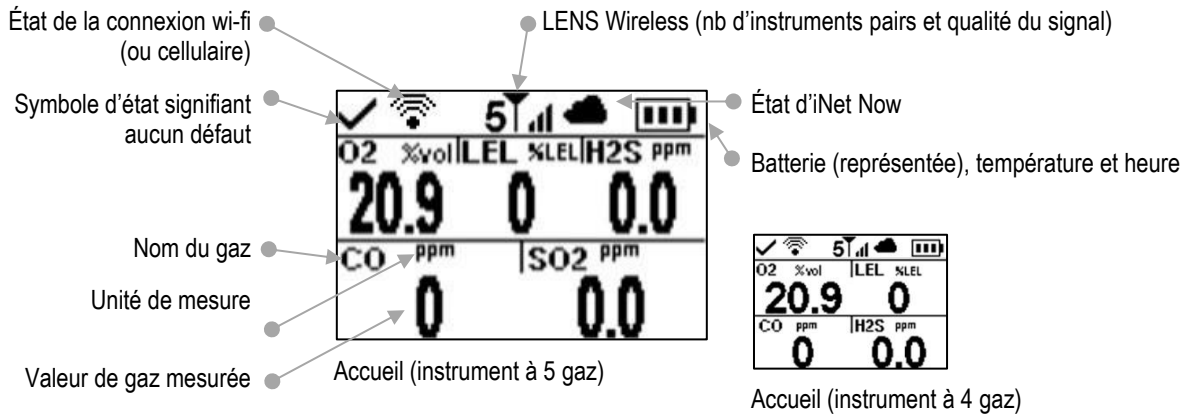 État de la connexion wi-fi
(ou cellulaire)
LENS Wireless (nb d’instruments pairs et qualité du signal)
Symbole d’état signifiant
aucun défaut
État d’iNet Now
Batterie (représentée), température et heure
5
O2 %vol LEL %LEL H2S ppm
20.9 0 0.0
CO ppm SO2 ppm
0 0.0
Nom du gaz
Unité de mesure
Valeur de gaz mesurée
Accueil (instrument à 5 gaz)
5
O2 %vol LEL %LEL
20.9 0
CO ppm H2S ppm
0 0.0
Accueil (instrument à 4 gaz)